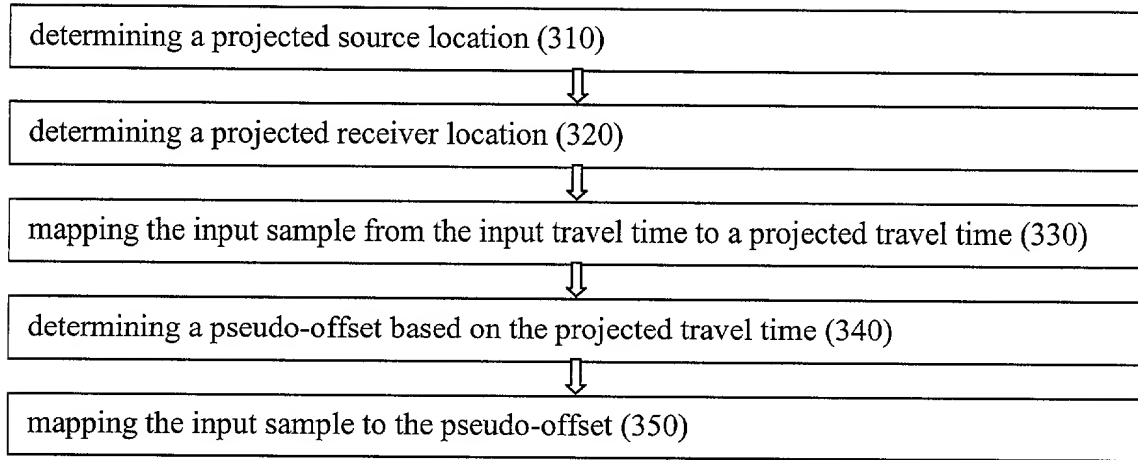 determining a projected source location (310)
determining a projected receiver location (320)
mapping the input sample from the input travel time to a projected travel time (330)
determining a pseudo-offset based on the projected travel time (340)
mapping the input sample to the pseudo-offset (350)